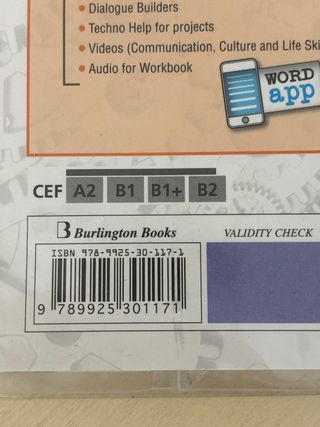 • Dialogue Builders
• Techno Help for projects
• Videos (Communication, Culture and Life Ski
• Audio for Workbook
WORD
app
CEF A2 B1 B1+ B2
B Burlington Books
VALIDITY CHECK
ISBN 978-9925-30-117-1
9 789925 301171